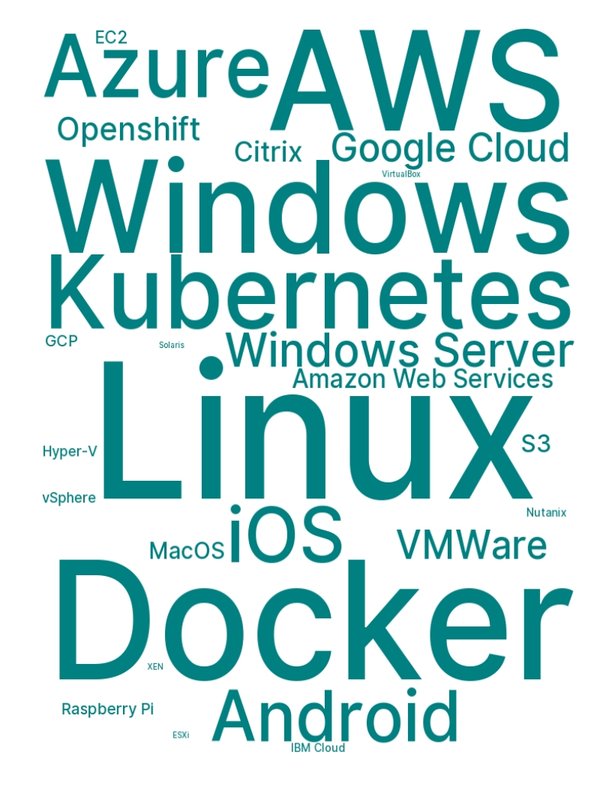 EC2
Azure AWS
Openshift
Citrix Google Cloud
VirtualBox
Windows
Kubernetes
GCP Solaris Windows Server
Amazon Web Services
Linux
S3
Hyper-V
vSphere
Nutanix
MacOS iOS VMWare
Docker
XEN
Raspberry Pi Android
ESXi
IBM Cloud